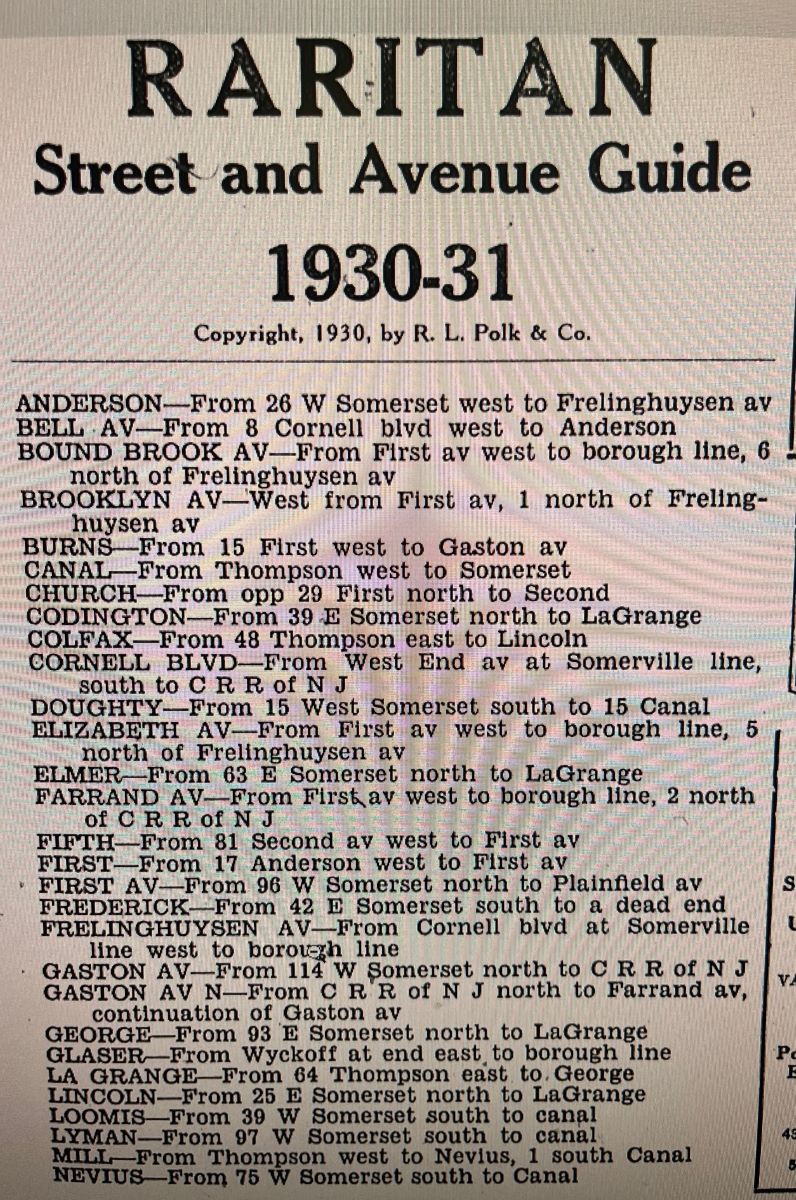 RARITAN
Street and Avenue Guide
1930-31
Copyright, 1930, by R. L. Polk & Co.
ANDERSON—From 26 W Somerset west to Frelinghuysen av
BELL AV—From 8 Cornell blvd west to Anderson
BOUND BROOK AV—From First av west to borough line, 6
north of Frelinghuysen av
BROOKLYN AV—West from First av, 1 north of Freling-
huysen av
BURNS—From 15 First west to Gaston av
CANAL—From Thompson west to Somerset
CHURCH—From opp 29 First north to Second
CODINGTON—From 39 E Somerset north to LaGrange
COLFAX—From 48 Thompson east to Lincoln
CORNELL BLVD—From West End av at Somerville line,
south to C R R of N J
DOUGHTY—From 15 West Somerset south to 15 Canal
ELIZABETH AV—From First av west to borough line, 5
north of Frelinghuysen av
ELMER—From 63 E Somerset north to LaGrange
FARRAND AV—From First av west to borough line, 2 north
of C R R of N J
FIFTH—From 81 Second av west to First av
FIRST—From 17 Anderson west to First av
FIRST AV—From 96 W Somerset north to Plainfield av
FREDERICK—From 42 E Somerset south to a dead end
FRELINGHUYSEN AV—From Cornell blvd at Somerville
line west to borough line
GASTON AV—From 114 W Somerset north to C R R of N J
GASTON AV N—From C R R of N J north to Farrand av,
continuation of Gaston av
GEORGE—From 93 E Somerset north to LaGrange
GLASER—From Wyckoff at end east to borough line
LA GRANGE—From 64 Thompson east to George
LINCOLN—From 25 E Somerset north to LaGrange
LOOMIS—From 39 W Somerset south to canal
LYMAN—From 97 W Somerset south to canal
MILL—From Thompson west to Nevius, 1 south Canal
NEVIUS—From 75 W Somerset south to Canal